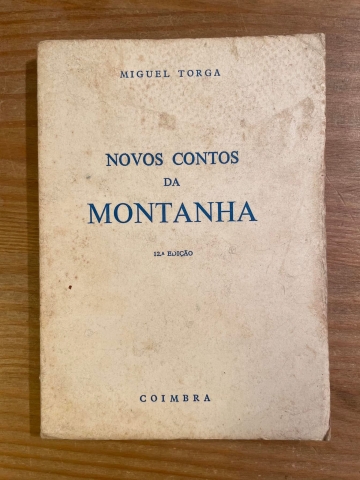 MIGUEL TORGA
NOVOS CONTOS
DA
MONTANHA
12.ª EDIÇÃO
COIMBRA